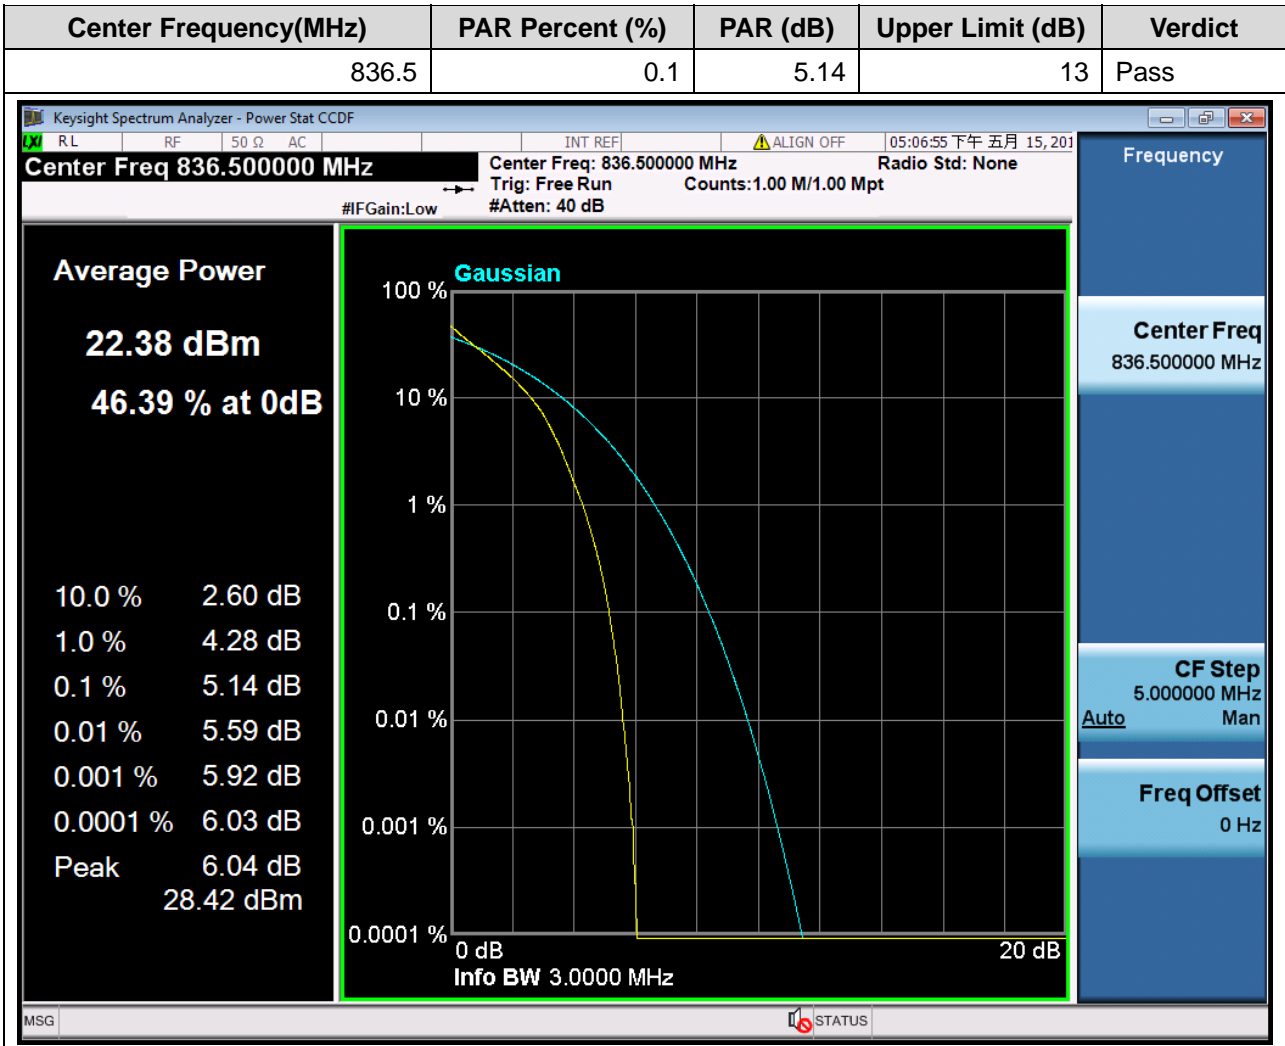 Center Frequency(MHz) PAR Percent (%) PAR (dB) Upper Limit (dB) Verdict
836.5 0.1 5.14 13 Pass
Keysight Spectrum Analyzer - Power Stat CCDF
LXI RL RF 50 Ω AC INT REF ALIGN OFF 05:06:55 下午 五月 15, 201
Center Freq 836.500000 MHz
Center Freq: 836.500000 MHz Radio Std: None
Trig: Free Run Counts:1.00 M/1.00 Mpt
#IFGain:Low #Atten: 40 dB
Frequency
Average Power
22.38 dBm
46.39 % at 0dB
10.0 % 2.60 dB
1.0 % 4.28 dB
0.1 % 5.14 dB
0.01 % 5.59 dB
0.001 % 5.92 dB
0.0001 % 6.03 dB
Peak 6.04 dB
28.42 dBm
Gaussian
100 %
10 %
1 %
0.1 %
0.01 %
0.001 %
0.0001 %
0 dB 20 dB
Info BW 3.0000 MHz
Center Freq
836.500000 MHz
CF Step
5.000000 MHz
Auto Man
Freq Offset
0 Hz
MSG STATUS